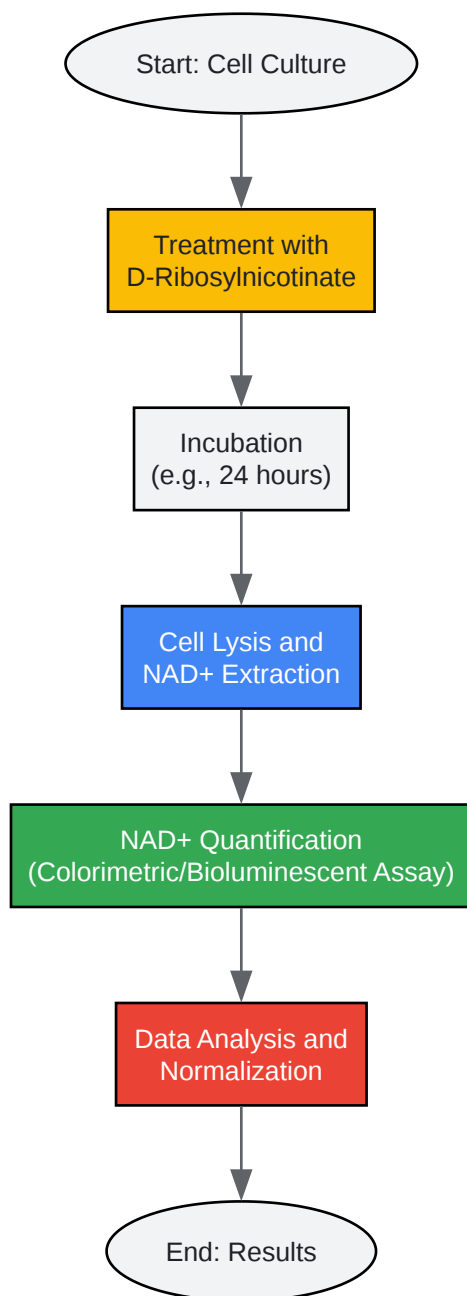 Start: Cell Culture
Treatment with
D-Ribosylnicotinate
Incubation
(e.g., 24 hours)
Cell Lysis and
NAD+ Extraction
NAD+ Quantification
(Colorimetric/Bioluminescent Assay)
Data Analysis and
Normalization
End: Results